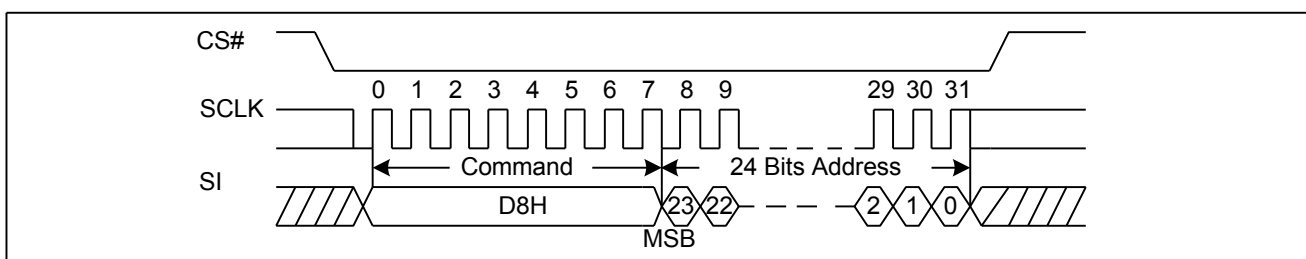 CS#
0 1 2 3 4 5 6 7 8 9 29 30 31
SCLK
Command 24 Bits Address
SI
D8H 23 22 2 1 0
MSB